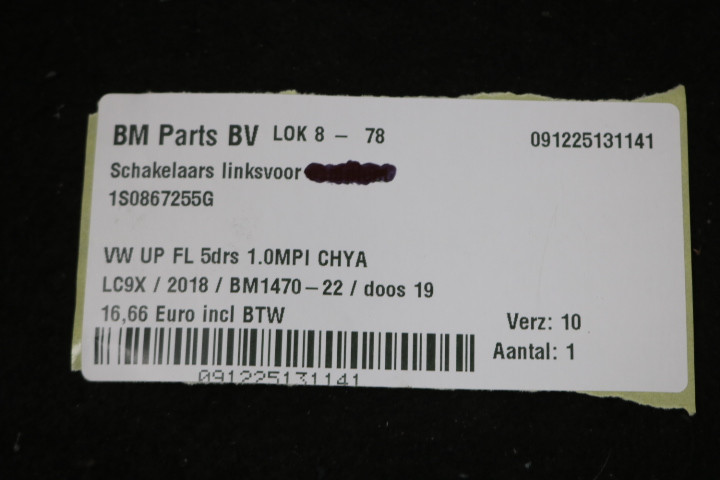 BM Parts BV LOK 8 - 78 091225131141
Schakelaars linksvoor
1S0867255G
VW UP FL 5drs 1.0MPI CHYA
LC9X / 2018 / BM1470-22 / doos 19
16,66 Euro incl BTW
Verz: 10
Aantal: 1
091225131141